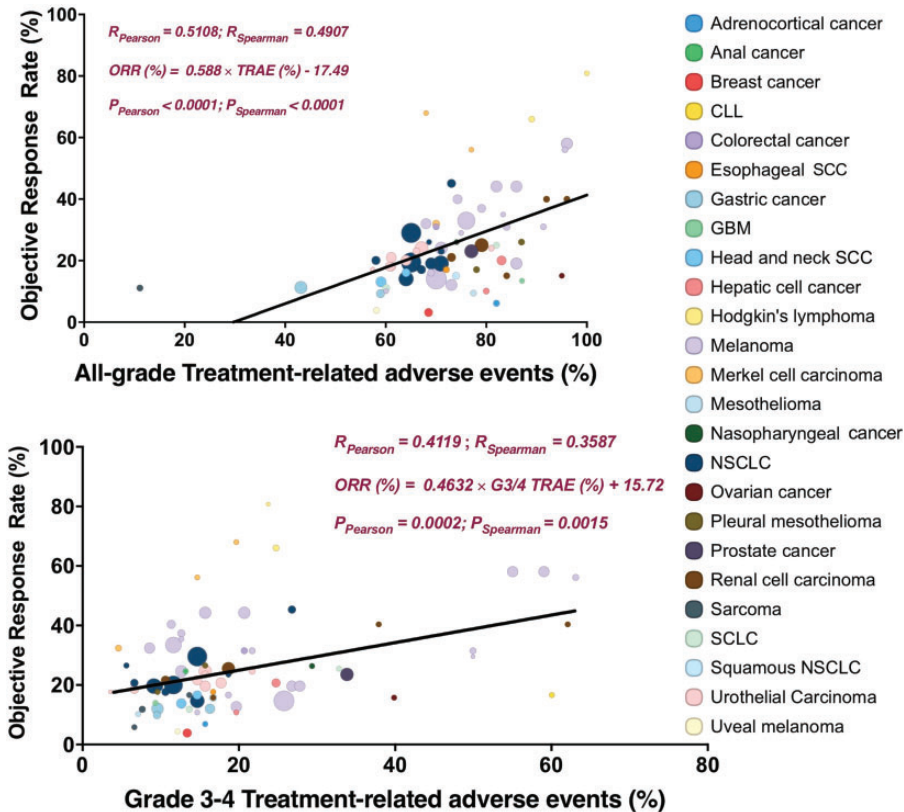 Objective Response Rate (%)
100
80
60
40
20
0
R_Pearson = 0.5108; R_Spearman = 0.4907
ORR (%) = 0.588 × TRAE (%) - 17.49
P_Pearson < 0.0001; P_Spearman < 0.0001
0 20 40 60 80 100
All-grade Treatment-related adverse events (%)
Objective Response Rate (%)
100
80
60
40
20
0
R_Pearson = 0.4119 ; R_Spearman = 0.3587
ORR (%) = 0.4632 × G3/4 TRAE (%) + 15.72
P_Pearson = 0.0002; P_Spearman = 0.0015
0 20 40 60 80
Grade 3-4 Treatment-related adverse events (%)
Adrenocortical cancer
Anal cancer
Breast cancer
CLL
Colorectal cancer
Esophageal SCC
Gastric cancer
GBM
Head and neck SCC
Hepatic cell cancer
Hodgkin's lymphoma
Melanoma
Merkel cell carcinoma
Mesothelioma
Nasopharyngeal cancer
NSCLC
Ovarian cancer
Pleural mesothelioma
Prostate cancer
Renal cell carcinoma
Sarcoma
SCLC
Squamous NSCLC
Urothelial Carcinoma
Uveal melanoma